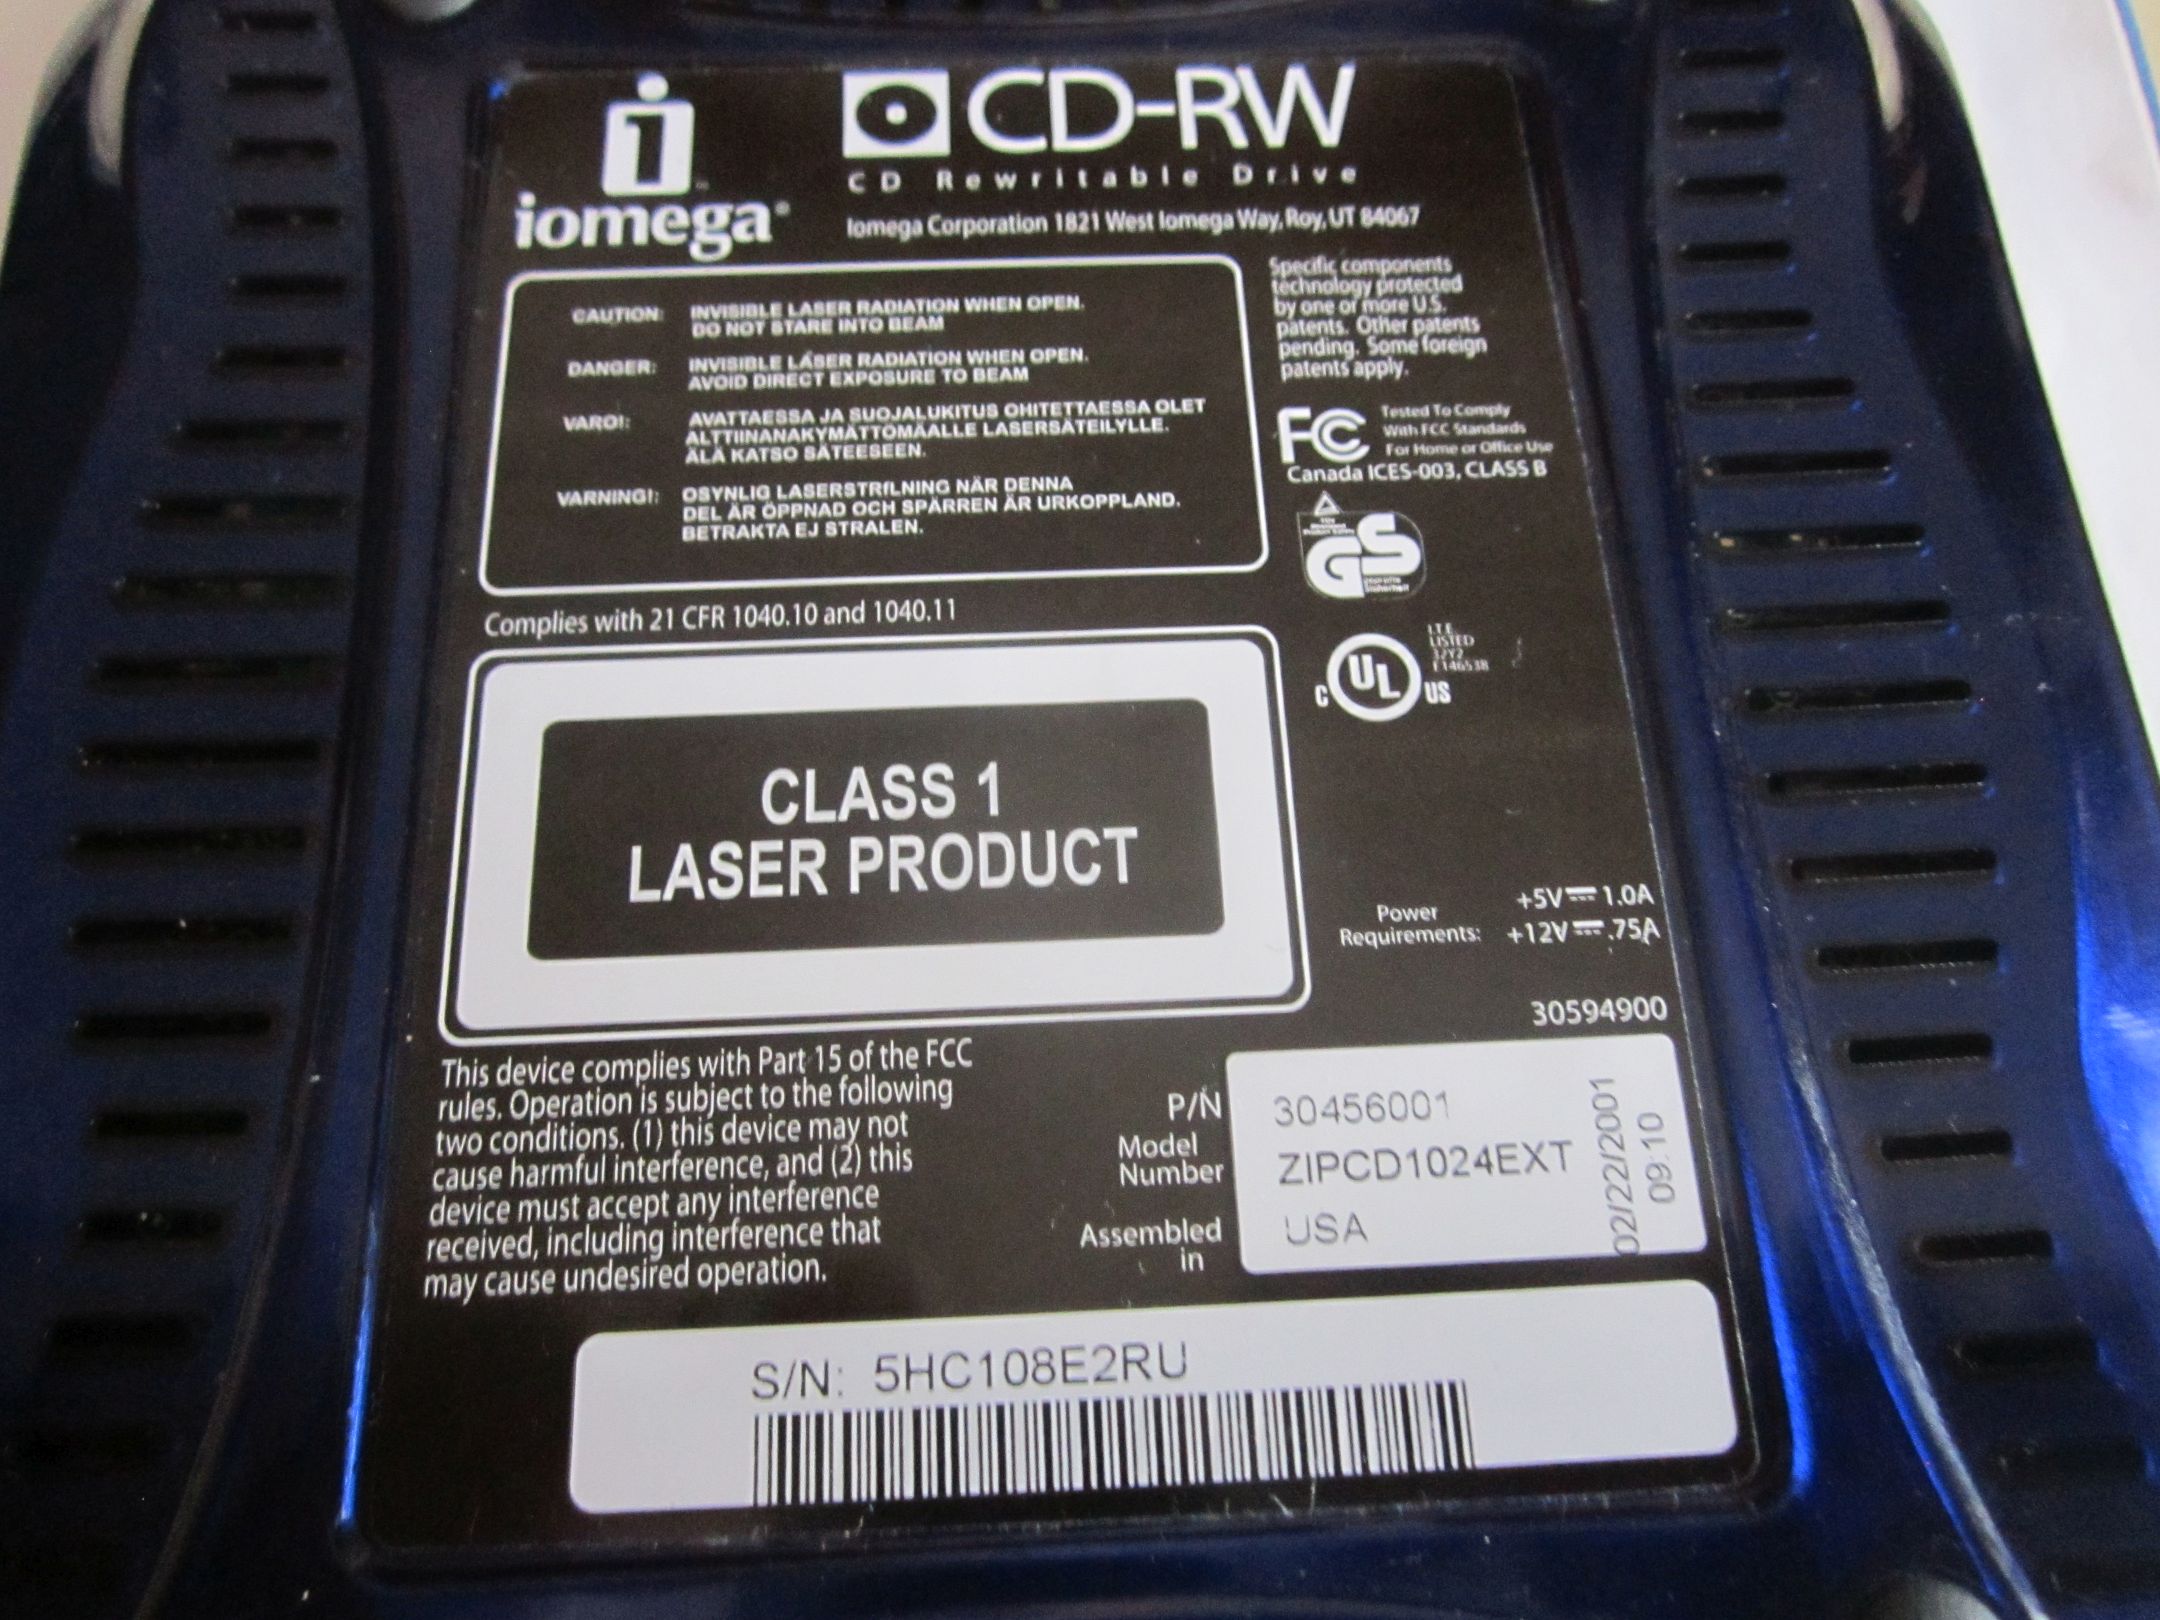 iomega®
CD-RW
CD Rewritable Drive
Iomega Corporation 1821 West Iomega Way, Roy, UT 84067
CAUTION: INVISIBLE LASER RADIATION WHEN OPEN.
DO NOT STARE INTO BEAM
DANGER: INVISIBLE LASER RADIATION WHEN OPEN.
AVOID DIRECT EXPOSURE TO BEAM
VARO!: AVATTAESSA JA SUOJALUKITUS OHITETTAESSA OLET
ALTTIINANAKYMÄTTOMÄALLE LASERSÄTEILYLLE.
ÄLÄ KATSO SÄTEESEEN.
VARNING!: OSYNLIG LASERSTRILNING NÄR DENNA
DEL ÄR ÖPPNAD OCH SPÄRREN ÄR URKOPPLAND.
BETRAKTA EJ STRALEN.
Specific components
technology protected
by one or more U.S.
patents. Other patents
pending. Some foreign
patents apply.
FC Tested To Comply
With FCC Standards
For Home or Office Use
Canada ICES-003, CLASS B
GS
geprüfte
Sicherheit
I.T.E.
LISTED
32Y2
E146538
C UL US
Complies with 21 CFR 1040.10 and 1040.11
CLASS 1
LASER PRODUCT
Power
Requirements:
+5V 1.0A
+12V .75A
30594900
This device complies with Part 15 of the FCC
rules. Operation is subject to the following
two conditions. (1) this device may not
cause harmful interference, and (2) this
device must accept any interference
received, including interference that
may cause undesired operation.
P/N 30456001
Model
Number ZIPCD1024EXT
Assembled
in USA
02/22/2001
09:10
S/N: 5HC108E2RU